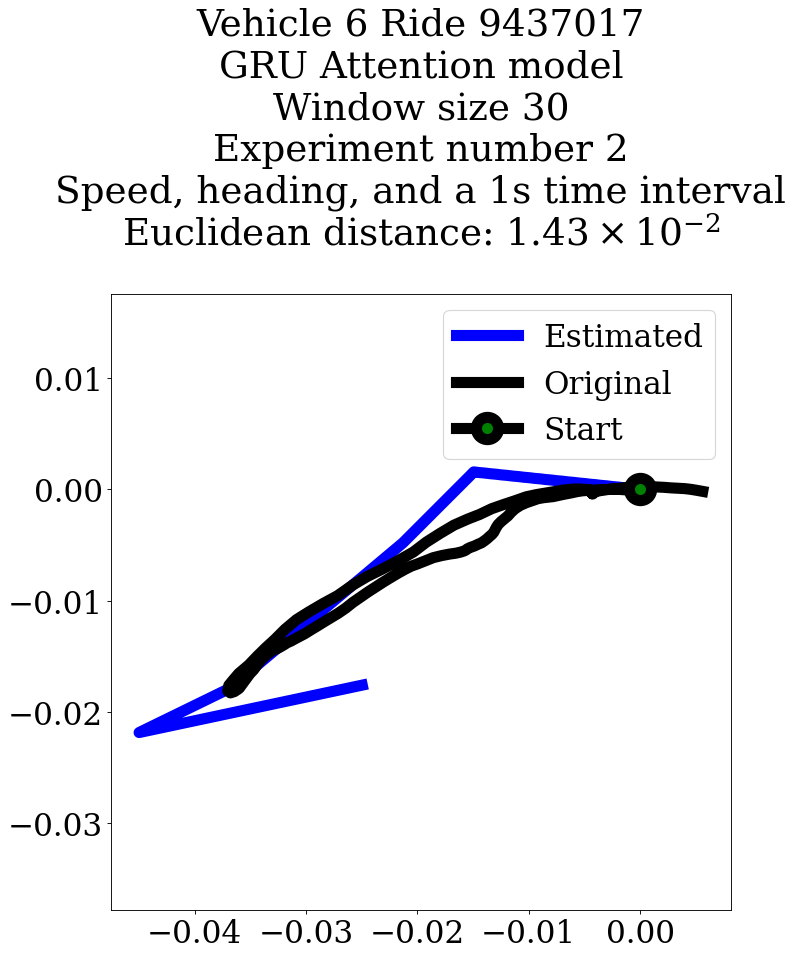 Vehicle 6 Ride 9437017
GRU Attention model
Window size 30
Experiment number 2
Speed, heading, and a 1s time interval
Euclidean distance: 1.43 × 10⁻²
Estimated
Original
Start
0.01
0.00
−0.01
−0.02
−0.03
−0.04 −0.03 −0.02 −0.01 0.00